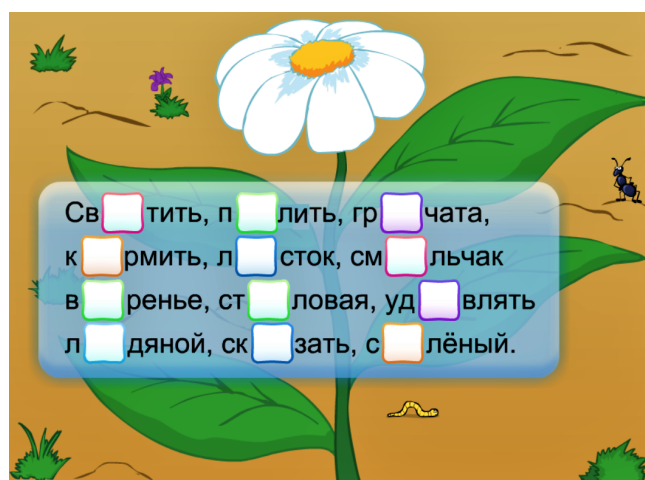 Св□тить, п□лить, гр□чата,
к□рмить, л□сток, см□льчак
в□ренье, ст□ловая, уд□влять
л□дяной, ск□зать, с□лёный.